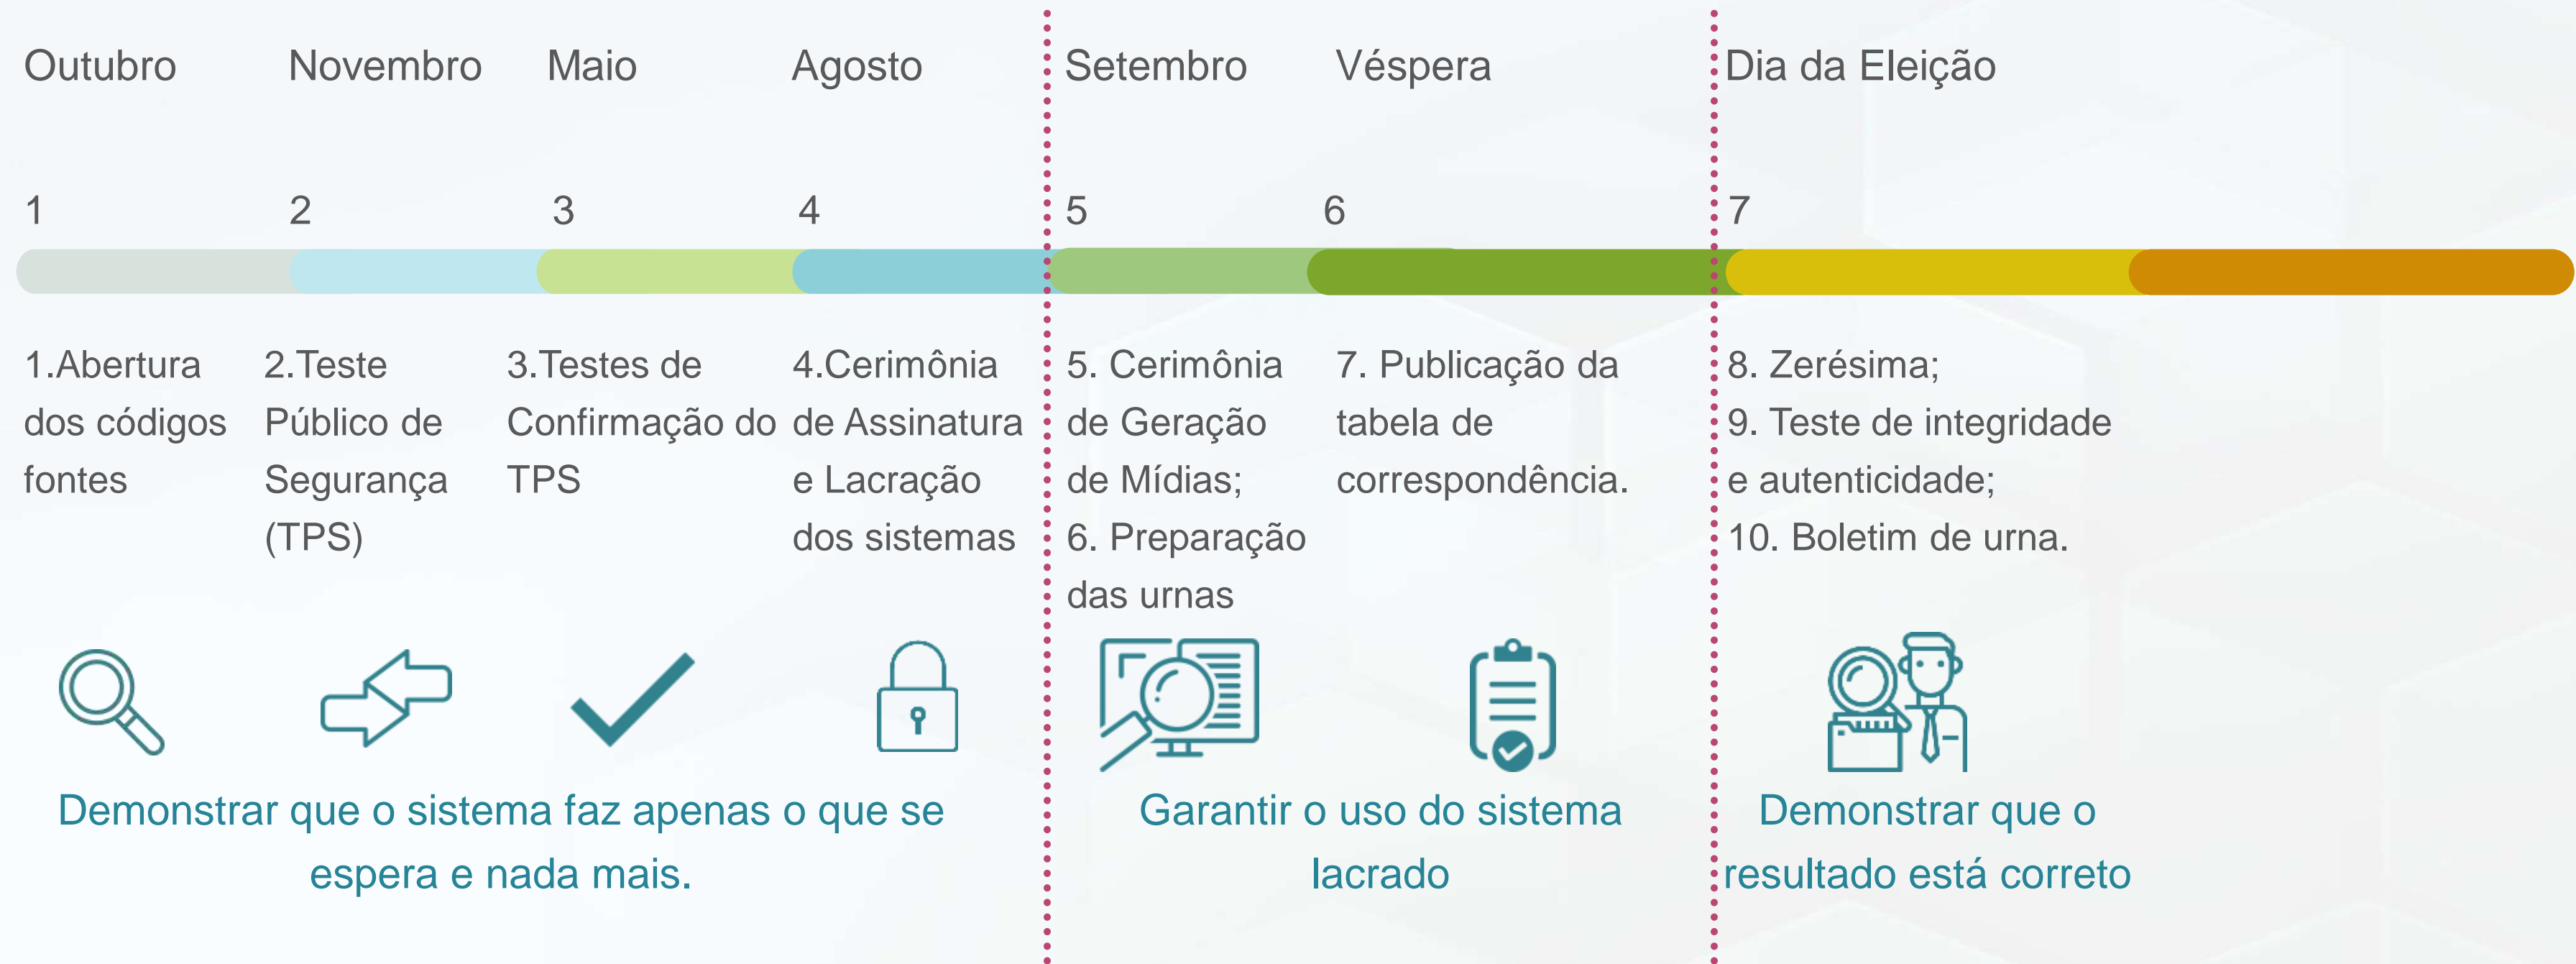 Outubro
Novembro
Maio
Agosto
Setembro
Véspera
Dia da Eleição
1
2
3
4
5
6
7
1.Abertura
dos códigos
fontes
2.Teste
Público de
Segurança
(TPS)
3.Testes de
Confirmação do
TPS
4.Cerimônia
de Assinatura
e Lacração
dos sistemas
5. Cerimônia
de Geração
de Mídias;
6. Preparação
das urnas
7. Publicação da
tabela de
correspondência.
8. Zerésima;
9. Teste de integridade
e autenticidade;
10. Boletim de urna.
Demonstrar que o sistema faz apenas o que se
espera e nada mais.
Garantir o uso do sistema
lacrado
Demonstrar que o
resultado está correto